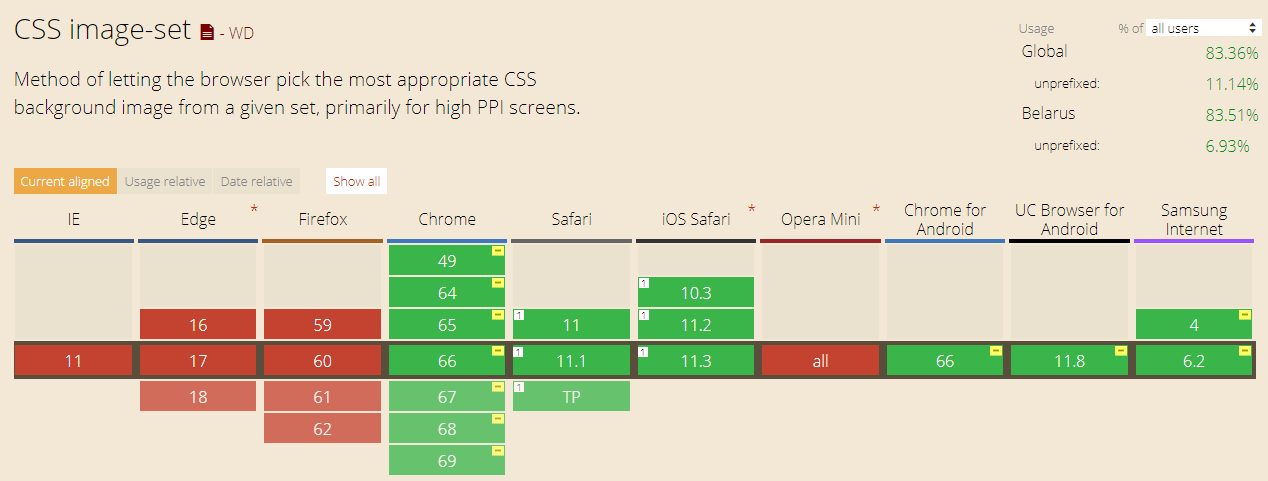 CSS image-set - WD
Usage % of all users
Global 83.36%
unprefixed: 11.14%
Belarus 83.51%
unprefixed: 6.93%
Method of letting the browser pick the most appropriate CSS
background image from a given set, primarily for high PPI screens.
Current aligned Usage relative Date relative Show all
IE Edge * Firefox Chrome Safari iOS Safari * Opera Mini * Chrome for Android UC Browser for Android Samsung Internet
49 -
64 - 1 10.3
16 59 65 - 1 11 1 11.2 4 -
11 17 60 66 - 1 11.1 1 11.3 all 66 - 11.8 - 6.2 -
18 61 67 - 1 TP
62 68 -
69 -